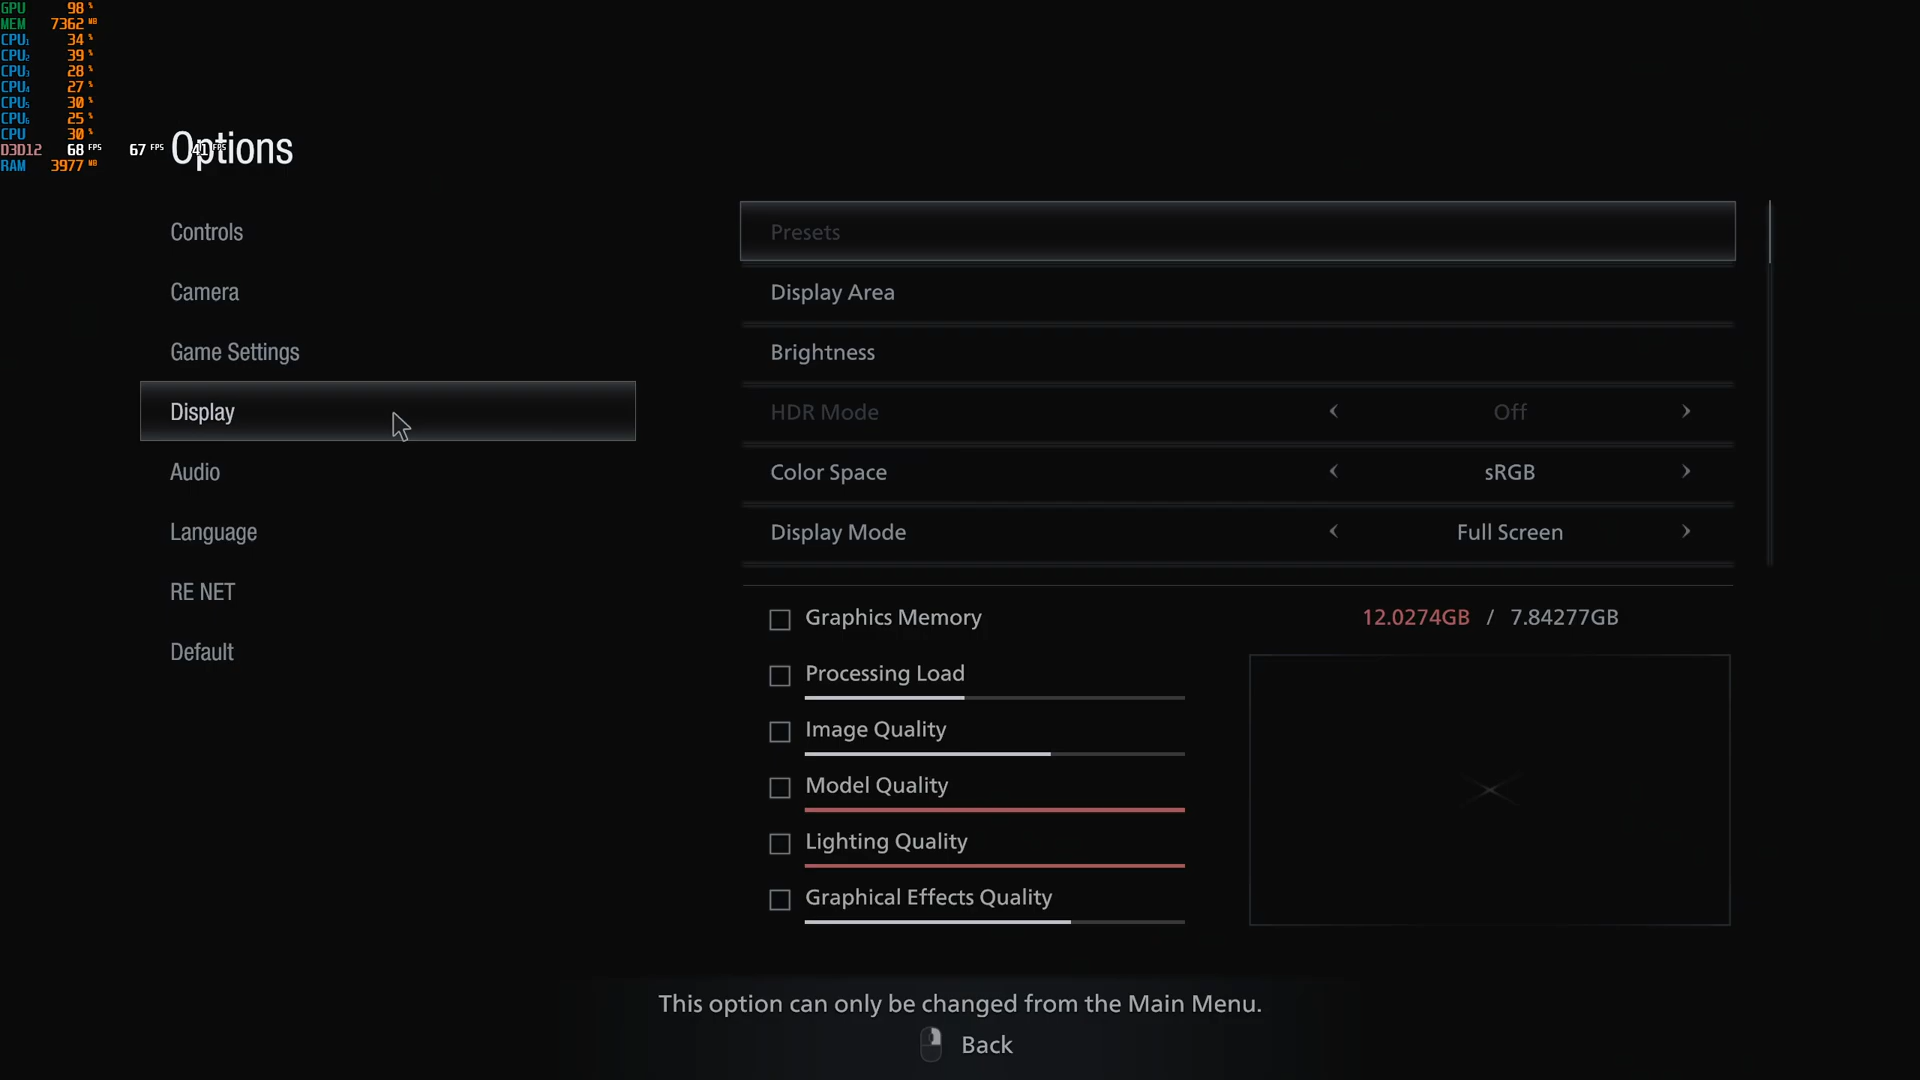 GPU 98 %
MEM 7362 MB
CPU1 34 %
CPU2 39 %
CPU3 28 %
CPU4 27 %
CPU5 30 %
CPU6 25 %
CPU 30 %
D3D12 68 FPS 67 FPS 41 FPS
RAM 3977 MB
Options
Controls
Camera
Game Settings
Display
Audio
Language
RE NET
Default
Presets
Display Area
Brightness
HDR Mode Off
Color Space sRGB
Display Mode Full Screen
Graphics Memory 12.0274GB / 7.84277GB
Processing Load
Image Quality
Model Quality
Lighting Quality
Graphical Effects Quality
This option can only be changed from the Main Menu.
Back